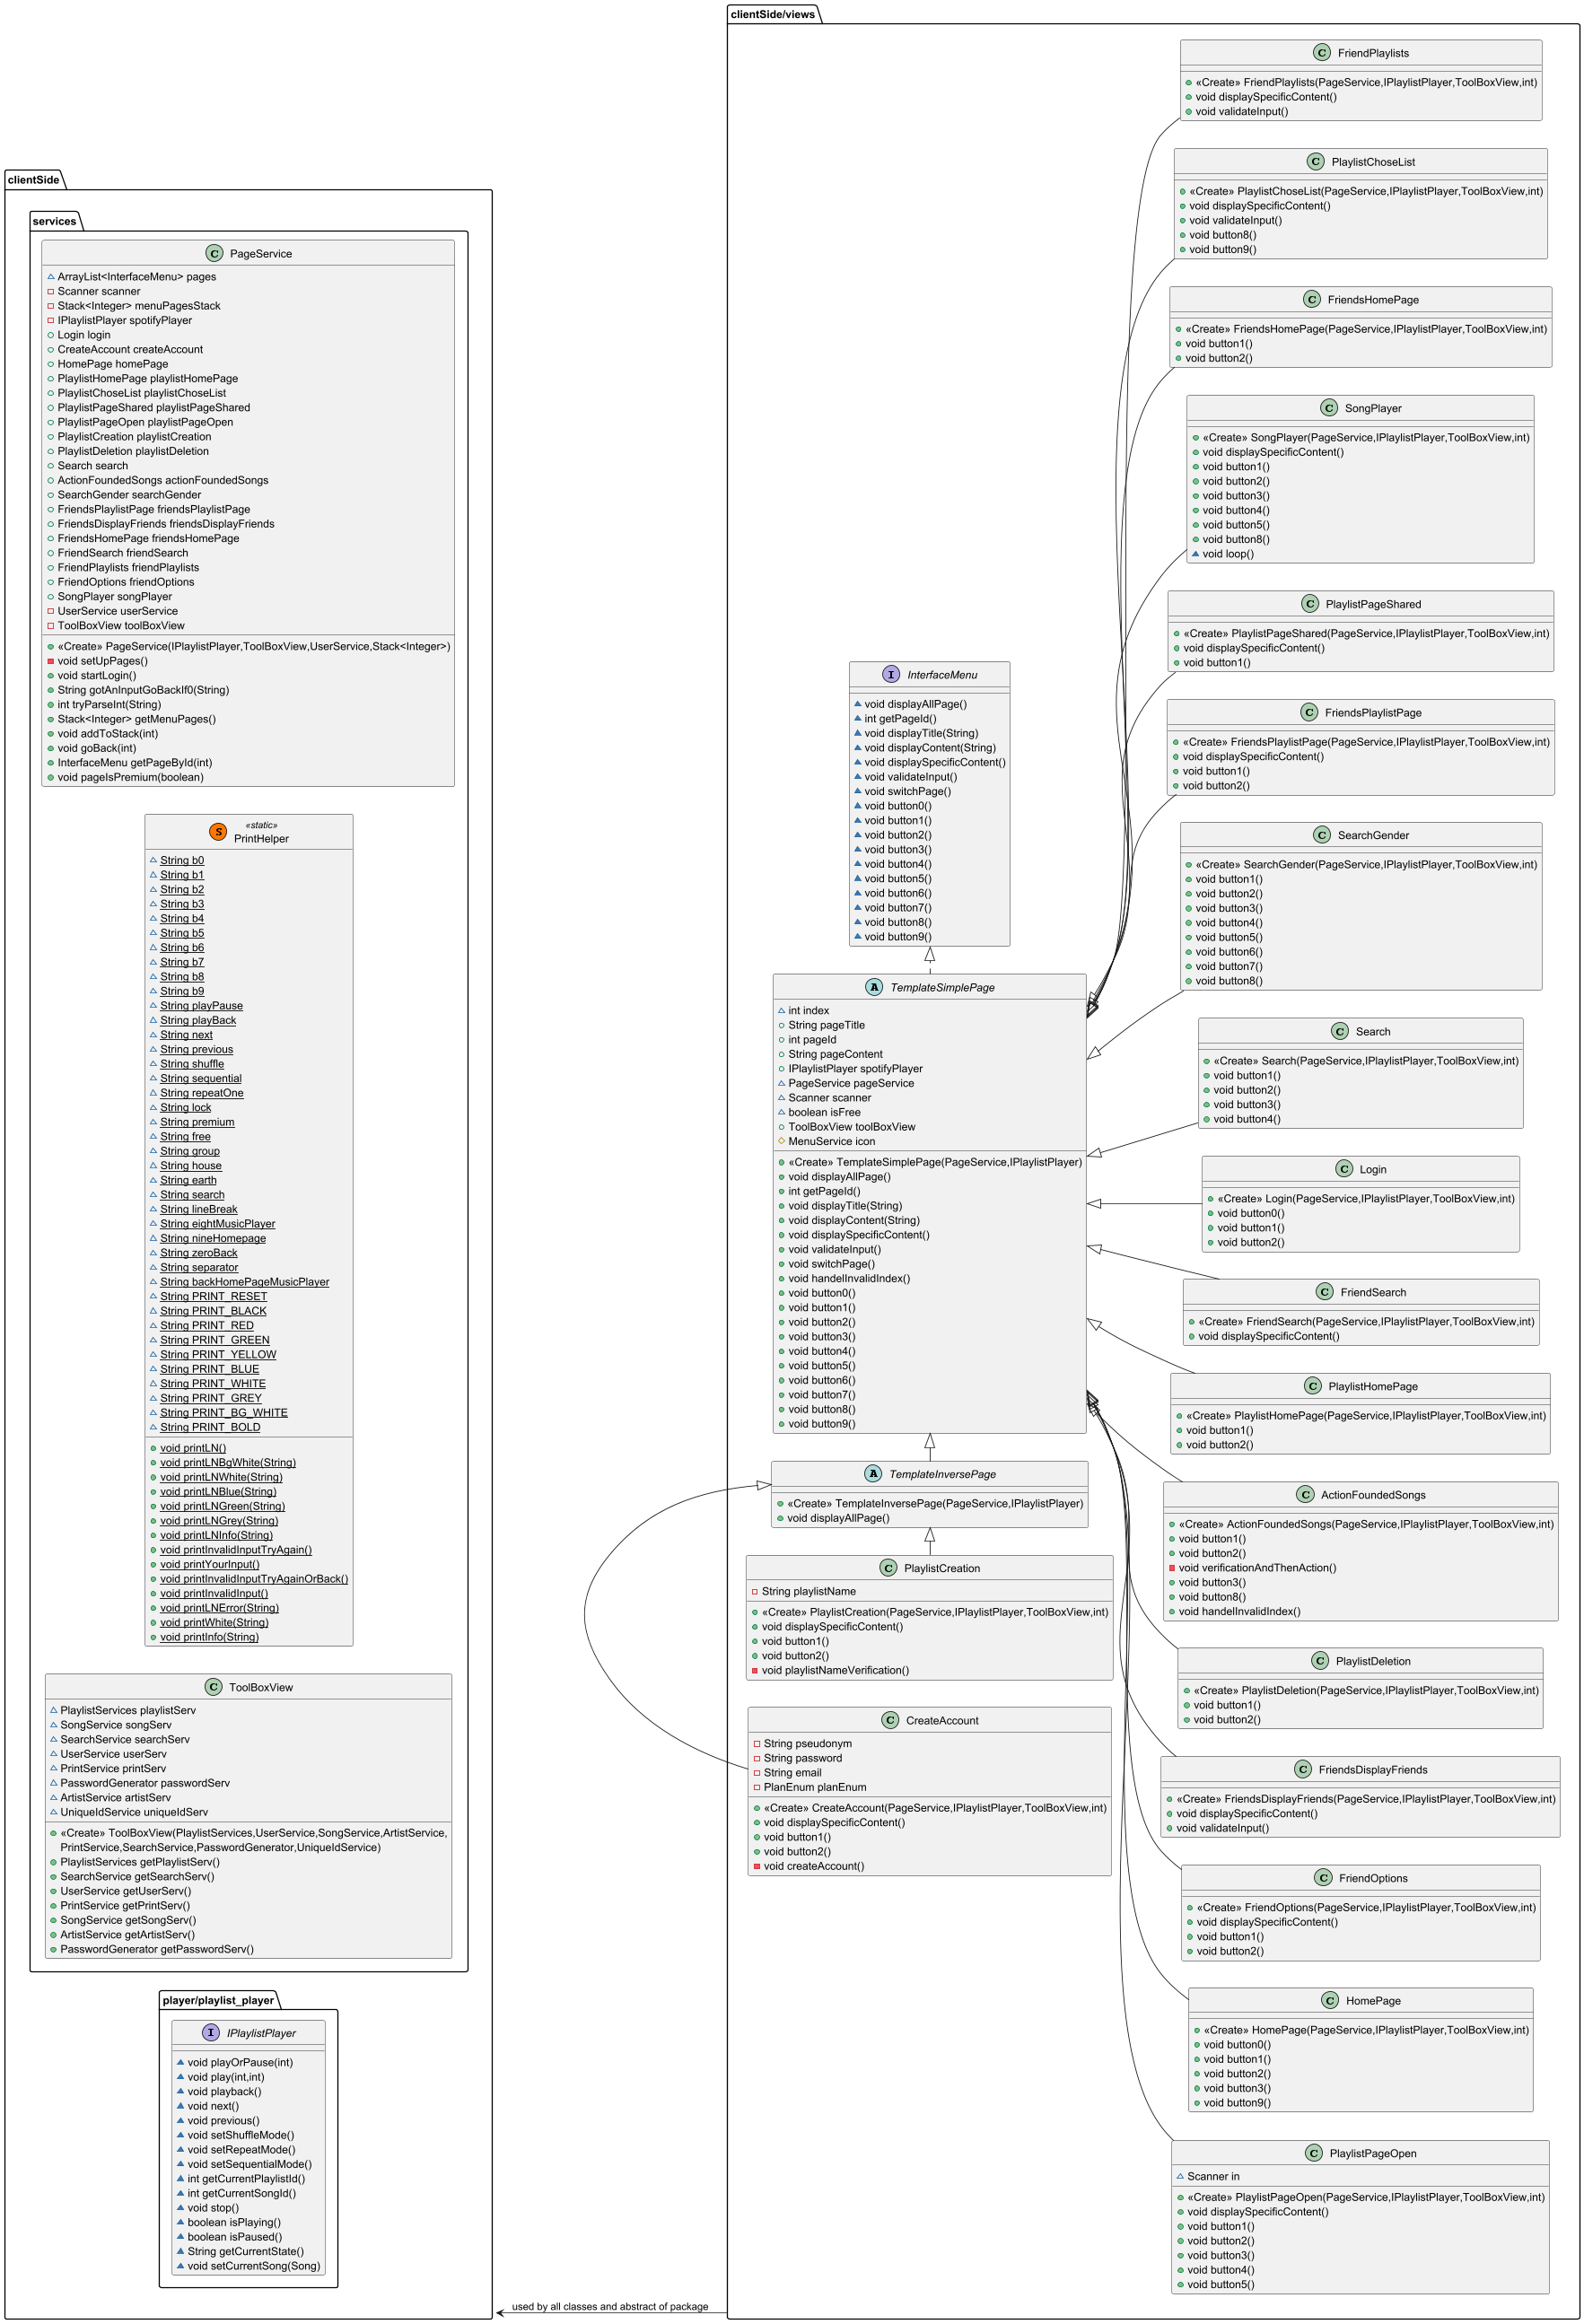 clientSide
services
PageService
ArrayList<InterfaceMenu> pages
Scanner scanner
Stack<Integer> menuPagesStack
IPlaylistPlayer spotifyPlayer
Login login
CreateAccount createAccount
HomePage homePage
PlaylistHomePage playlistHomePage
PlaylistChoseList playlistChoseList
PlaylistPageShared playlistPageShared
PlaylistPageOpen playlistPageOpen
PlaylistCreation playlistCreation
PlaylistDeletion playlistDeletion
Search search
ActionFoundedSongs actionFoundedSongs
SearchGender searchGender
FriendsPlaylistPage friendsPlaylistPage
FriendsDisplayFriends friendsDisplayFriends
FriendsHomePage friendsHomePage
FriendSearch friendSearch
FriendPlaylists friendPlaylists
FriendOptions friendOptions
SongPlayer songPlayer
UserService userService
ToolBoxView toolBoxView
«Create» PageService(IPlaylistPlayer,ToolBoxView,UserService,Stack<Integer>)
void setUpPages()
void startLogin()
String gotAnInputGoBackIf0(String)
int tryParseInt(String)
Stack<Integer> getMenuPages()
void addToStack(int)
void goBack(int)
InterfaceMenu getPageById(int)
void pageIsPremium(boolean)
S
«static»
PrintHelper
String b0
String b1
String b2
String b3
String b4
String b5
String b6
String b7
String b8
String b9
String playPause
String playBack
String next
String previous
String shuffle
String sequential
String repeatOne
String lock
String premium
String free
String group
String house
String earth
String search
String lineBreak
String eightMusicPlayer
String nineHomepage
String zeroBack
String separator
String backHomePageMusicPlayer
String PRINT_RESET
String PRINT_BLACK
String PRINT_RED
String PRINT_GREEN
String PRINT_YELLOW
String PRINT_BLUE
String PRINT_WHITE
String PRINT_GREY
String PRINT_BG_WHITE
String PRINT_BOLD
void printLN()
void printLNBgWhite(String)
void printLNWhite(String)
void printLNBlue(String)
void printLNGreen(String)
void printLNGrey(String)
void printLNInfo(String)
void printInvalidInputTryAgain()
void printYourInput()
void printInvalidInputTryAgainOrBack()
void printInvalidInput()
void printLNError(String)
void printWhite(String)
void printInfo(String)
C ToolBoxView
PlaylistServices playlistServ
SongService songServ
SearchService searchServ
UserService userServ
PrintService printServ
PasswordGenerator passwordServ
ArtistService artistServ
UniqueIdService uniqueIdServ
«Create» ToolBoxView(PlaylistServices,UserService,SongService,ArtistService,
PrintService,SearchService,PasswordGenerator,UniqueIdService)
PlaylistServices getPlaylistServ()
SearchService getSearchServ()
UserService getUserServ()
PrintService getPrintServ()
SongService getSongServ()
ArtistService getArtistServ()
PasswordGenerator getPasswordServ()
player/playlist_player
I IPlaylistPlayer
void playOrPause(int)
void play(int,int)
void playback()
void next()
void previous()
void setShuffleMode()
void setRepeatMode()
void setSequentialMode()
int getCurrentPlaylistId()
int getCurrentSongId()
void stop()
boolean isPlaying()
boolean isPaused()
String getCurrentState()
void setCurrentSong(Song)
used by all classes and abstract of package
clientSide/views
I InterfaceMenu
void displayAllPage()
int getPageId()
void displayTitle(String)
void displayContent(String)
void displaySpecificContent()
void validateInput()
void switchPage()
void button0()
void button1()
void button2()
void button3()
void button4()
void button5()
void button6()
void button7()
void button8()
void button9()
A TemplateSimplePage
int index
String pageTitle
int pageId
String pageContent
IPlaylistPlayer spotifyPlayer
PageService pageService
Scanner scanner
boolean isFree
ToolBoxView toolBoxView
MenuService icon
«Create» TemplateSimplePage(PageService,IPlaylistPlayer)
void displayAllPage()
int getPageId()
void displayTitle(String)
void displayContent(String)
void displaySpecificContent()
void validateInput()
void switchPage()
void handelInvalidIndex()
void button0()
void button1()
void button2()
void button3()
void button4()
void button5()
void button6()
void button7()
void button8()
void button9()
A TemplateInversePage
«Create» TemplateInversePage(PageService,IPlaylistPlayer)
void displayAllPage()
C PlaylistCreation
String playlistName
«Create» PlaylistCreation(PageService,IPlaylistPlayer,ToolBoxView,int)
void displaySpecificContent()
void button1()
void button2()
void playlistNameVerification()
C CreateAccount
String pseudonym
String password
String email
PlanEnum planEnum
«Create» CreateAccount(PageService,IPlaylistPlayer,ToolBoxView,int)
void displaySpecificContent()
void button1()
void button2()
void createAccount()
C FriendPlaylists
«Create» FriendPlaylists(PageService,IPlaylistPlayer,ToolBoxView,int)
void displaySpecificContent()
void validateInput()
C PlaylistChoseList
«Create» PlaylistChoseList(PageService,IPlaylistPlayer,ToolBoxView,int)
void displaySpecificContent()
void validateInput()
void button8()
void button9()
C FriendsHomePage
«Create» FriendsHomePage(PageService,IPlaylistPlayer,ToolBoxView,int)
void button1()
void button2()
C SongPlayer
«Create» SongPlayer(PageService,IPlaylistPlayer,ToolBoxView,int)
void displaySpecificContent()
void button1()
void button2()
void button3()
void button4()
void button5()
void button8()
void loop()
C PlaylistPageShared
«Create» PlaylistPageShared(PageService,IPlaylistPlayer,ToolBoxView,int)
void displaySpecificContent()
void button1()
C FriendsPlaylistPage
«Create» FriendsPlaylistPage(PageService,IPlaylistPlayer,ToolBoxView,int)
void displaySpecificContent()
void button1()
void button2()
C SearchGender
«Create» SearchGender(PageService,IPlaylistPlayer,ToolBoxView,int)
void button1()
void button2()
void button3()
void button4()
void button5()
void button6()
void button7()
void button8()
C Search
«Create» Search(PageService,IPlaylistPlayer,ToolBoxView,int)
void button1()
void button2()
void button3()
void button4()
C Login
«Create» Login(PageService,IPlaylistPlayer,ToolBoxView,int)
void button0()
void button1()
void button2()
C FriendSearch
«Create» FriendSearch(PageService,IPlaylistPlayer,ToolBoxView,int)
void displaySpecificContent()
C PlaylistHomePage
«Create» PlaylistHomePage(PageService,IPlaylistPlayer,ToolBoxView,int)
void button1()
void button2()
C ActionFoundedSongs
«Create» ActionFoundedSongs(PageService,IPlaylistPlayer,ToolBoxView,int)
void button1()
void button2()
void verificationAndThenAction()
void button3()
void button8()
void handelInvalidIndex()
C PlaylistDeletion
«Create» PlaylistDeletion(PageService,IPlaylistPlayer,ToolBoxView,int)
void button1()
void button2()
C FriendsDisplayFriends
«Create» FriendsDisplayFriends(PageService,IPlaylistPlayer,ToolBoxView,int)
void displaySpecificContent()
void validateInput()
C FriendOptions
«Create» FriendOptions(PageService,IPlaylistPlayer,ToolBoxView,int)
void displaySpecificContent()
void button1()
void button2()
C HomePage
«Create» HomePage(PageService,IPlaylistPlayer,ToolBoxView,int)
void button0()
void button1()
void button2()
void button3()
void button9()
C PlaylistPageOpen
Scanner in
«Create» PlaylistPageOpen(PageService,IPlaylistPlayer,ToolBoxView,int)
void displaySpecificContent()
void button1()
void button2()
void button3()
void button4()
void button5()